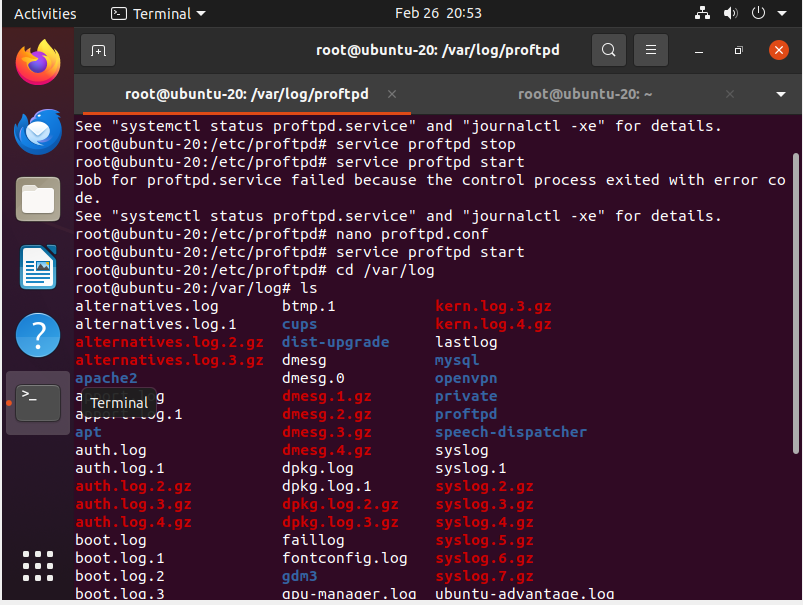 Activities Terminal Feb 26 20:53
root@ubuntu-20: /var/log/proftpd
root@ubuntu-20: /var/log/proftpd × root@ubuntu-20: ~ ×
See "systemctl status proftpd.service" and "journalctl -xe" for details.
root@ubuntu-20:/etc/proftpd# service proftpd stop
root@ubuntu-20:/etc/proftpd# service proftpd start
Job for proftpd.service failed because the control process exited with error co
de.
See "systemctl status proftpd.service" and "journalctl -xe" for details.
root@ubuntu-20:/etc/proftpd# nano proftpd.conf
root@ubuntu-20:/etc/proftpd# service proftpd start
root@ubuntu-20:/etc/proftpd# cd /var/log
root@ubuntu-20:/var/log# ls
alternatives.log btmp.1 kern.log.3.gz
alternatives.log.1 cups kern.log.4.gz
alternatives.log.2.gz dist-upgrade lastlog
alternatives.log.3.gz dmesg mysql
apache2 dmesg.0 openvpn
apport.log dmesg.1.gz private
Terminal
apport.log.1 dmesg.2.gz proftpd
apt dmesg.3.gz speech-dispatcher
auth.log dmesg.4.gz syslog
auth.log.1 dpkg.log syslog.1
auth.log.2.gz dpkg.log.1 syslog.2.gz
auth.log.3.gz dpkg.log.2.gz syslog.3.gz
auth.log.4.gz dpkg.log.3.gz syslog.4.gz
boot.log faillog syslog.5.gz
boot.log.1 fontconfig.log syslog.6.gz
boot.log.2 gdm3 syslog.7.gz
boot.log.3 gpu-manager.log ubuntu-advantage.log